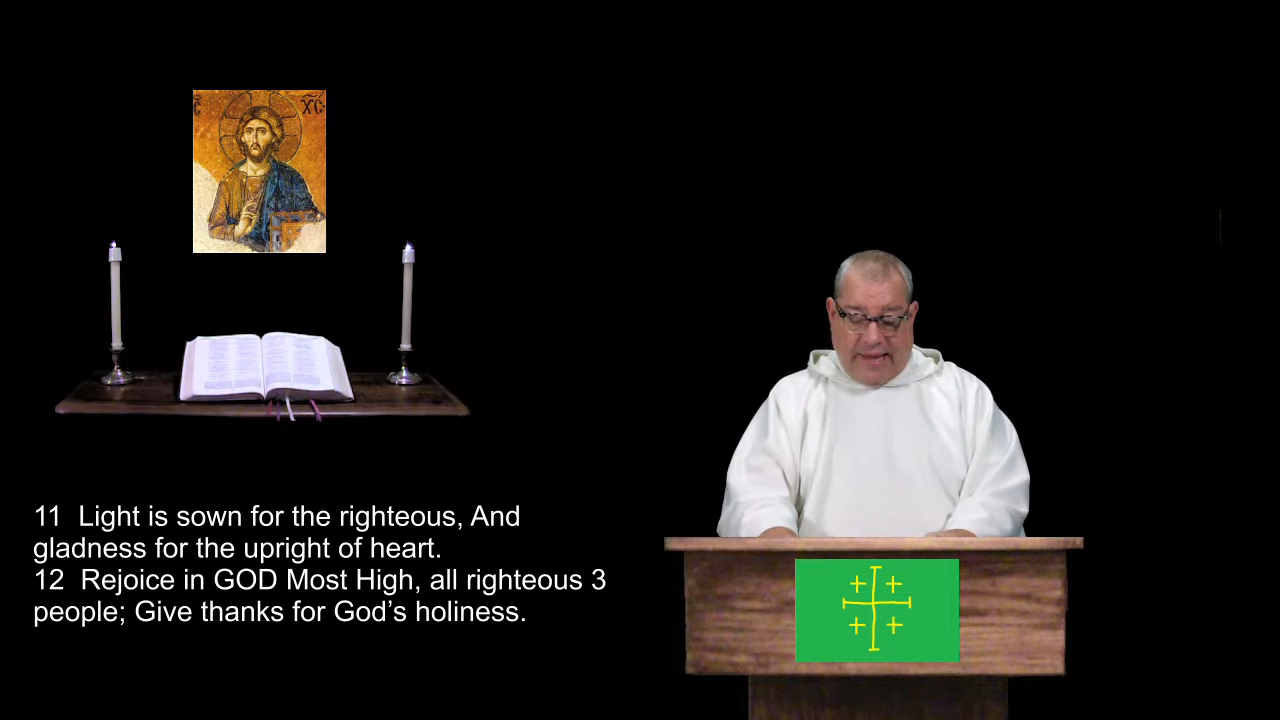 XC
11 Light is sown for the righteous, And
gladness for the upright of heart.
12 Rejoice in GOD Most High, all righteous 3
people; Give thanks for God’s holiness.